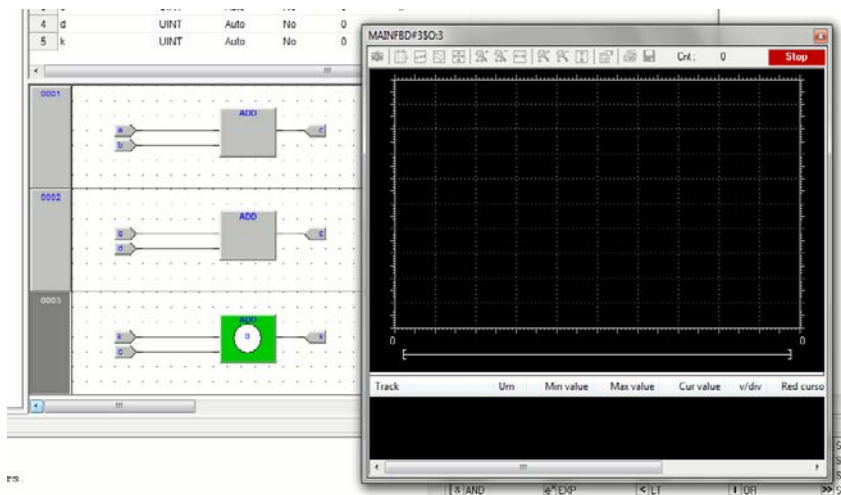 4 d UINT Auto No 0
5 k UINT Auto No 0
MAINFBD#3$O:3
Cnt: 0 Stop
0001
ADD
a
b
c
0002
ADD
d
0003
ADD
0
0 0
Track Um Min value Max value Cur value v/div Red curso
rs.
& AND EXP < LT OR